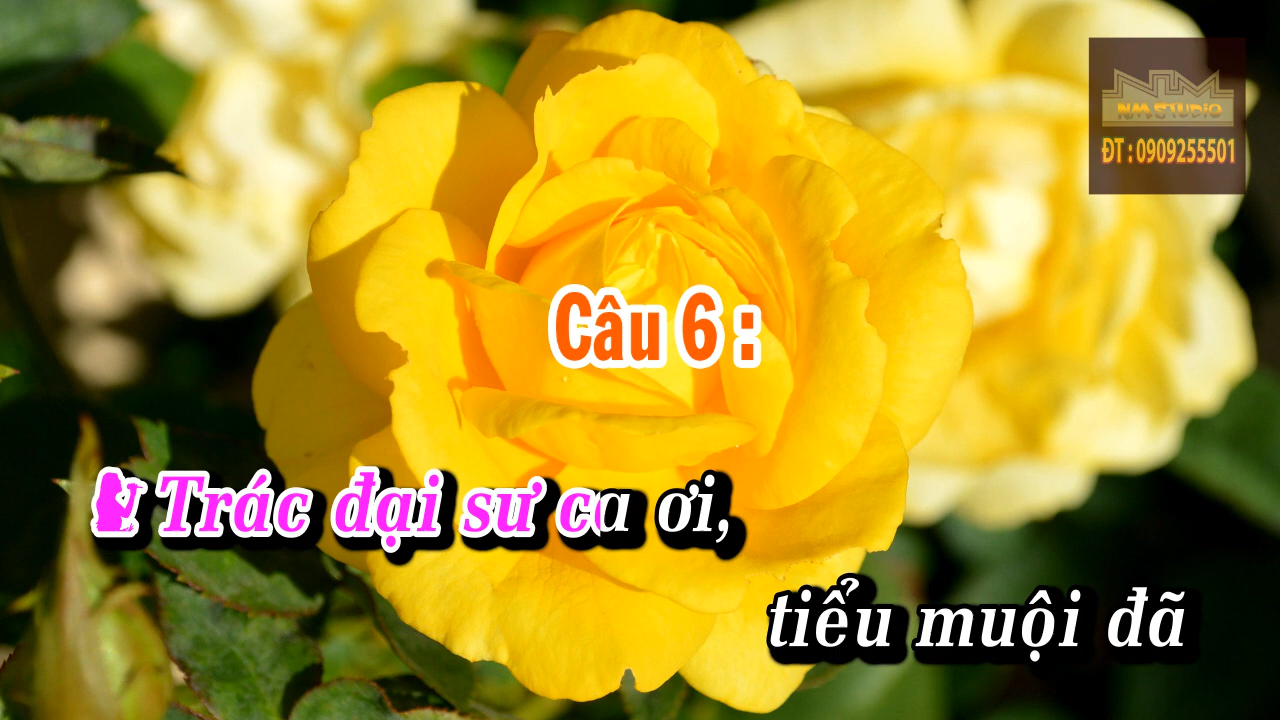 NM STUDIO
ĐT : 0909255501
Câu 6 :
Trác đại sư ca ơi,
tiểu muội đã